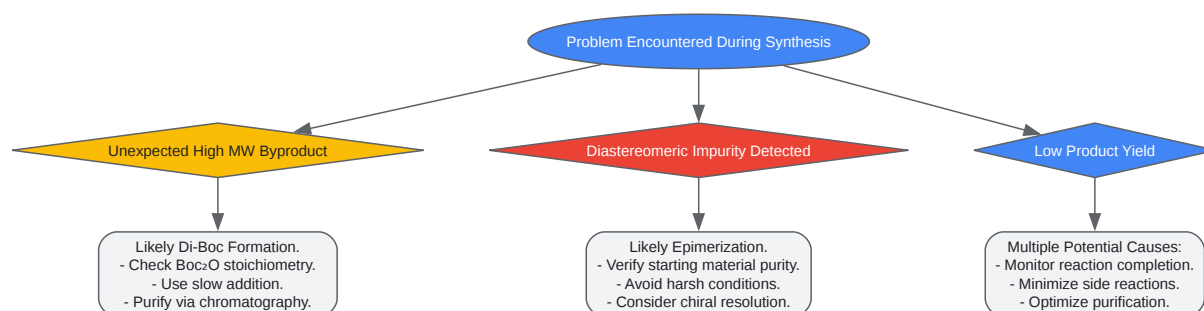 Problem Encountered During Synthesis
Unexpected High MW Byproduct
Diastereomeric Impurity Detected
Low Product Yield
Likely Di-Boc Formation.
- Check Boc₂O stoichiometry.
- Use slow addition.
- Purify via chromatography.
Likely Epimerization.
- Verify starting material purity.
- Avoid harsh conditions.
- Consider chiral resolution.
Multiple Potential Causes:
- Monitor reaction completion.
- Minimize side reactions.
- Optimize purification.